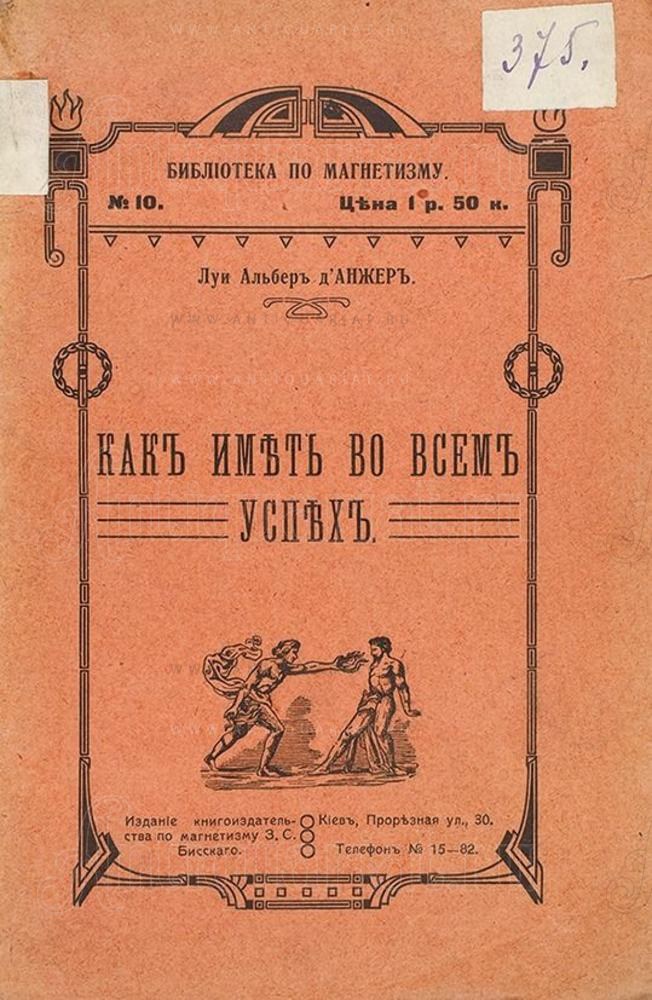 375.
БИБЛІОТЕКА ПО МАГНЕТИЗМУ.
№ 10. Цѣна 1 р. 50 к.
Луи Альберъ д'АНЖЕРЪ.
КАКЪ ИМѢТЬ ВО ВСЕМЪ
УСПѢХЪ.
Изданіе книгоиздатель-
ства по магнетизму З. С.
Бисскаго.
Кіевъ, Прорѣзная ул., 30.
Телефонъ № 15—82.